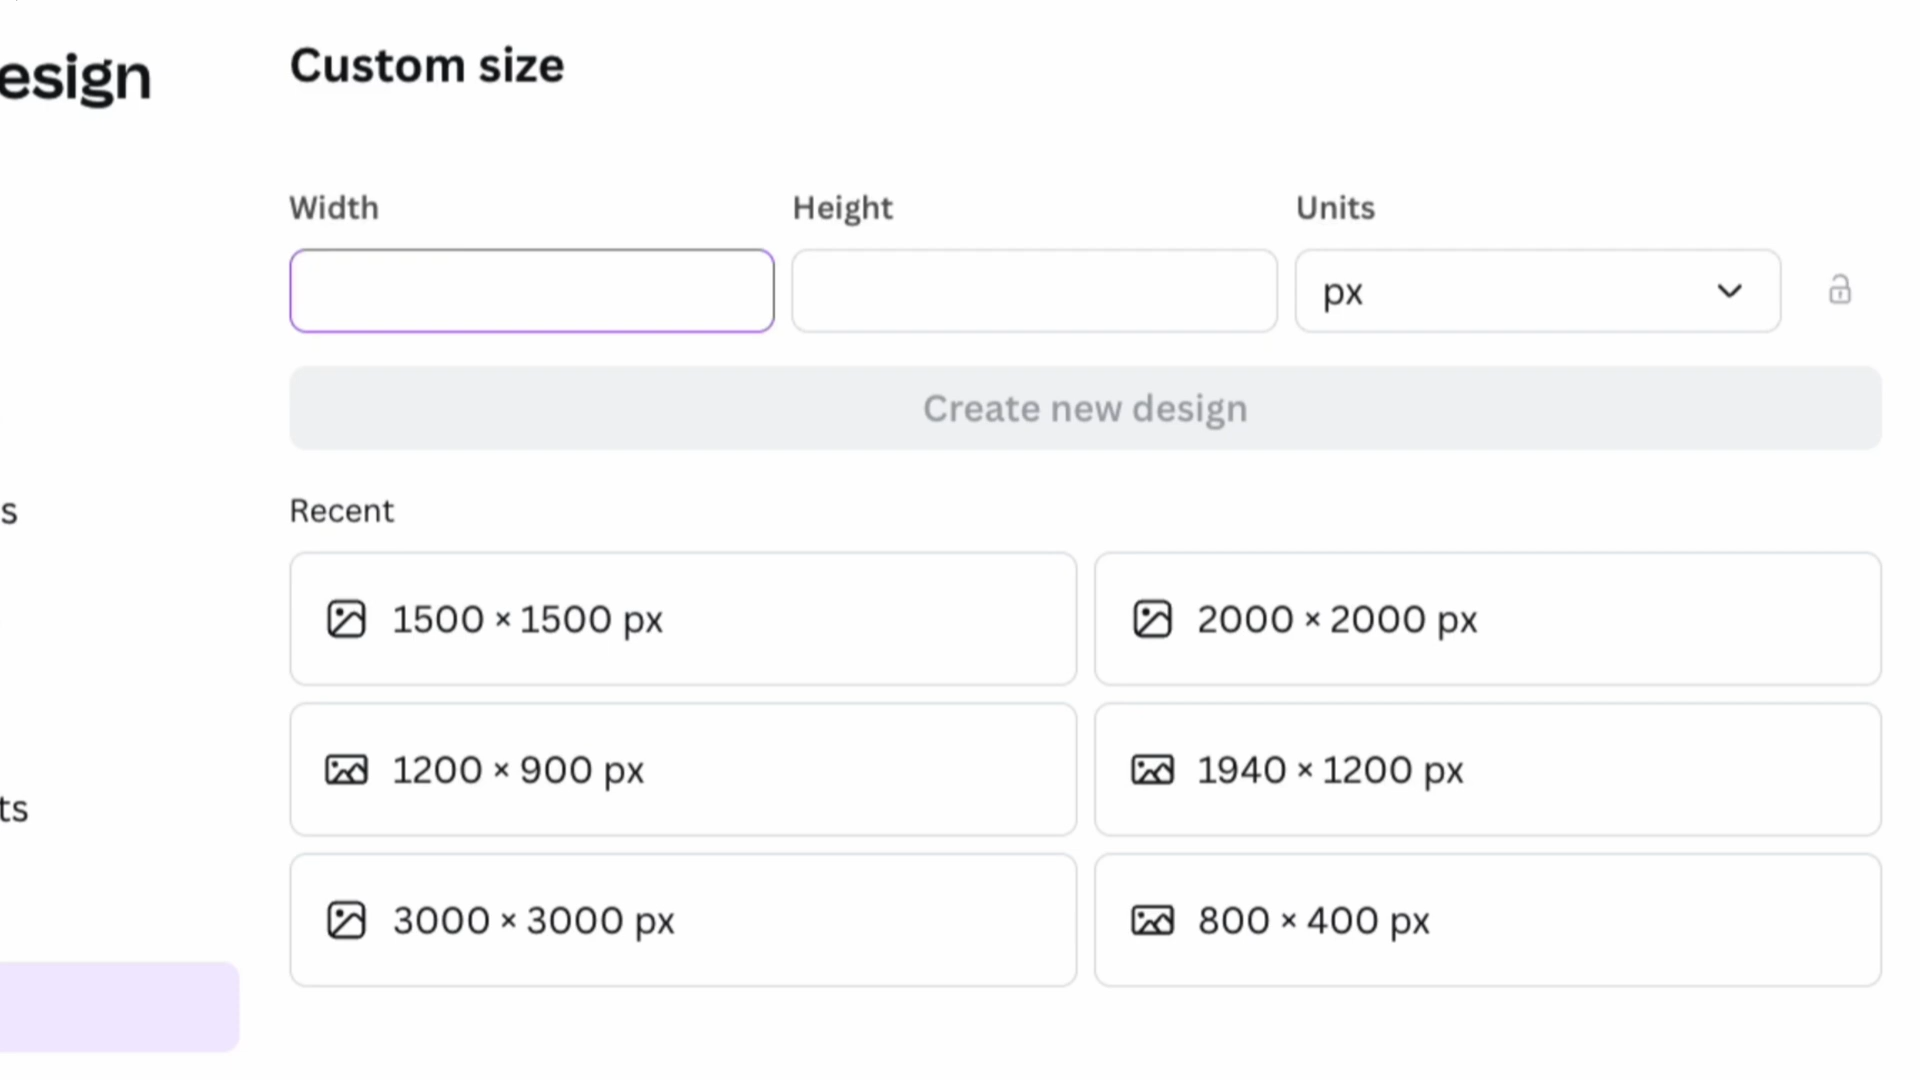 esign
Custom size
Width
Height
Units
px
Create new design
s
Recent
1500 × 1500 px
2000 × 2000 px
1200 × 900 px
1940 × 1200 px
ts
3000 × 3000 px
800 × 400 px